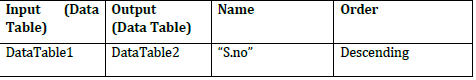 Input (Data Table) Output (Data Table) Name Order
DataTable1 DataTable2 “S.no” Descending